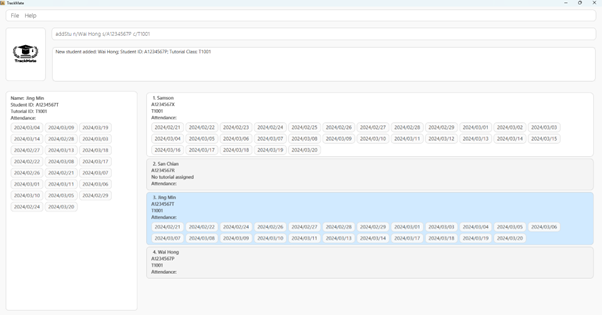 TrackMate
File Help
addStu n/Wai Hong s/A1234567P c/T1001
TrackMate
New student added: Wai Hong; Student ID: A1234567P; Tutorial Class: T1001
Name: Jing Min
Student ID: A1234567T
Tutorial ID: T1001
Attendance:
2024/03/04 2024/03/09 2024/03/19
2024/03/14 2024/02/28 2024/03/03
2024/02/27 2024/03/13 2024/03/18
2024/02/22 2024/03/08 2024/03/17
2024/02/26 2024/02/21 2024/03/07
2024/03/01 2024/03/11 2024/03/06
2024/03/10 2024/03/05 2024/02/29
2024/02/24 2024/03/20
1. Samson
A1234567X
T1001
Attendance:
2024/02/21 2024/02/22 2024/02/23 2024/02/24 2024/02/25 2024/02/26 2024/02/27 2024/02/28 2024/02/29 2024/03/01 2024/03/02 2024/03/03
2024/03/04 2024/03/05 2024/03/06 2024/03/07 2024/03/08 2024/03/09 2024/03/10 2024/03/11 2024/03/12 2024/03/13 2024/03/14 2024/03/15
2024/03/16 2024/03/17 2024/03/18 2024/03/19 2024/03/20
2. San Chian
No tutorial assigned
Attendance:
3. Jing Min
A1234567T
T1001
Attendance:
2024/02/21 2024/02/22 2024/02/24 2024/02/26 2024/02/27 2024/02/28 2024/02/29 2024/03/01 2024/03/03 2024/03/04 2024/03/05 2024/03/06
2024/03/07 2024/03/08 2024/03/09 2024/03/10 2024/03/11 2024/03/13 2024/03/14 2024/03/17 2024/03/18 2024/03/19 2024/03/20
4. Wai Hong
A1234567P
T1001
Attendance: